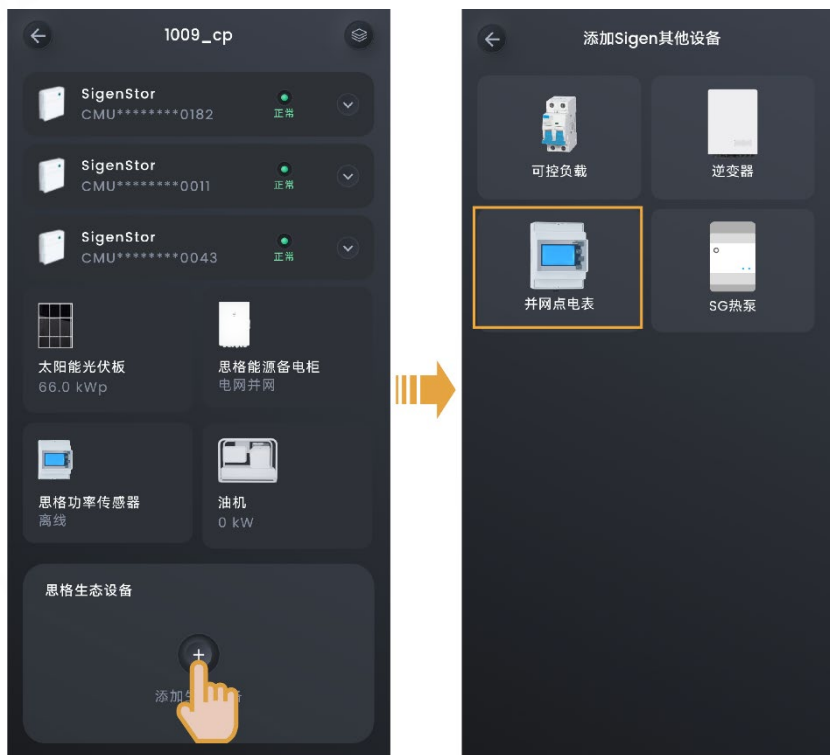 1009_cp
SigenStor
CMU********0182
正常
SigenStor
CMU********0011
正常
SigenStor
CMU********0043
正常
太阳能光伏板
66.0 kWp
思格能源备电柜
电网并网
思格功率传感器
离线
油机
0 kW
思格生态设备
添加
添加Sigen其他设备
可控负载
逆变器
并网点电表
SG热泵